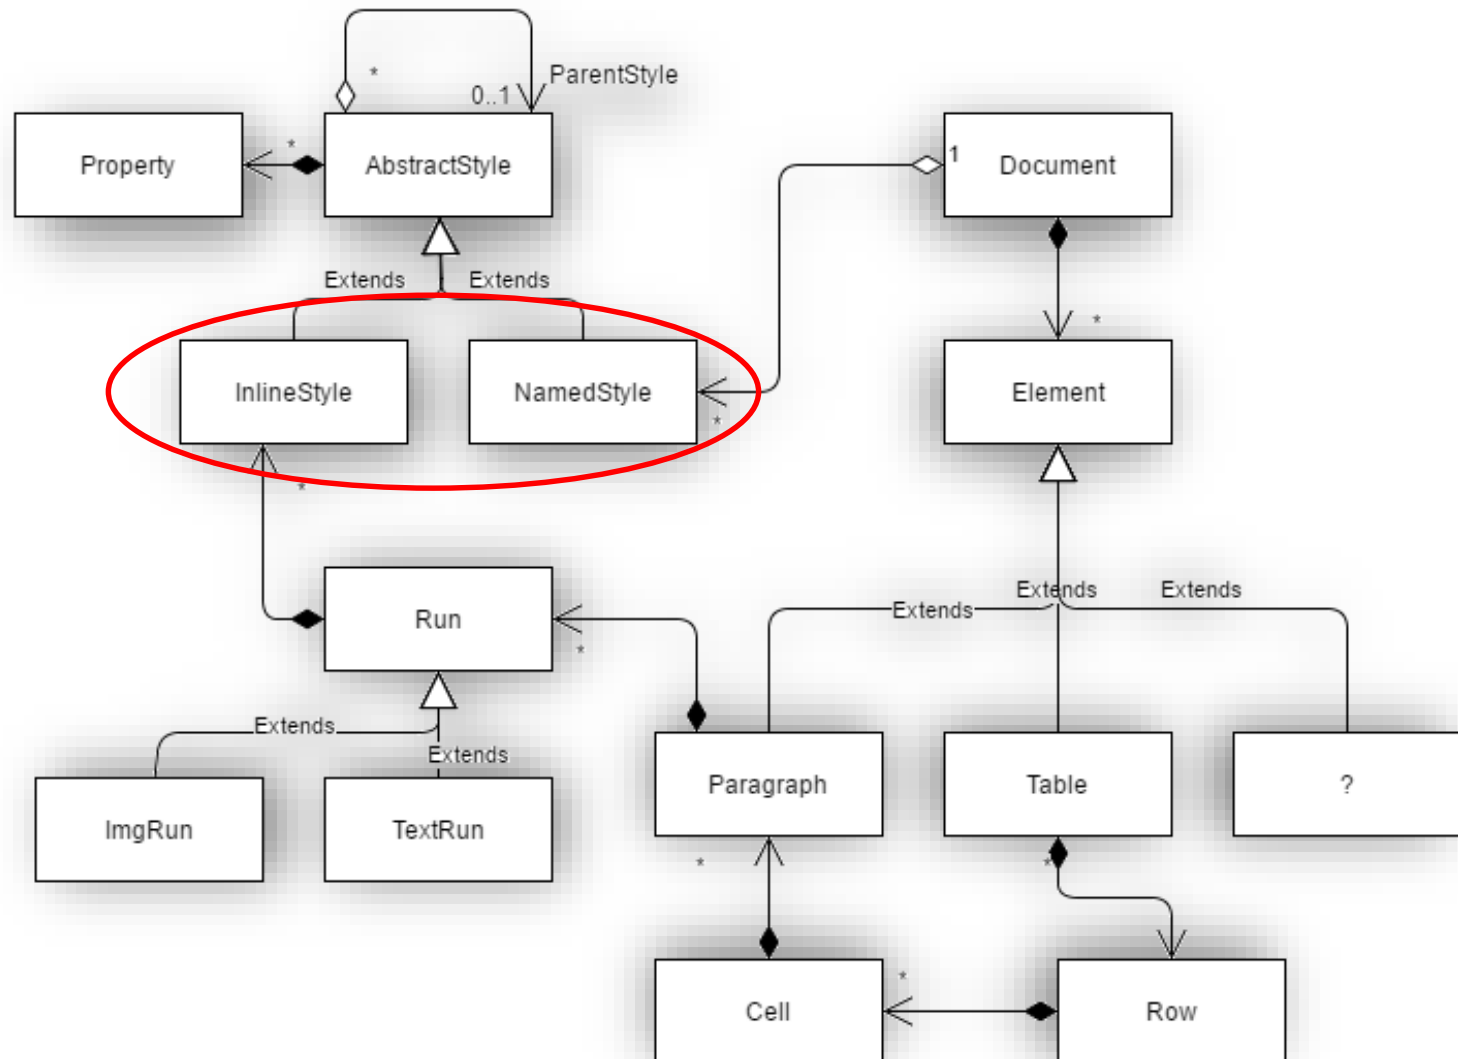 *
ParentStyle
0..1
Property
*
AbstractStyle
1
Document
Extends
Extends
*
InlineStyle
NamedStyle
*
Element
*
Run
*
Extends
Extends
Extends
Extends
Extends
ImgRun
TextRun
Paragraph
Table
?
*
*
Cell
*
Row